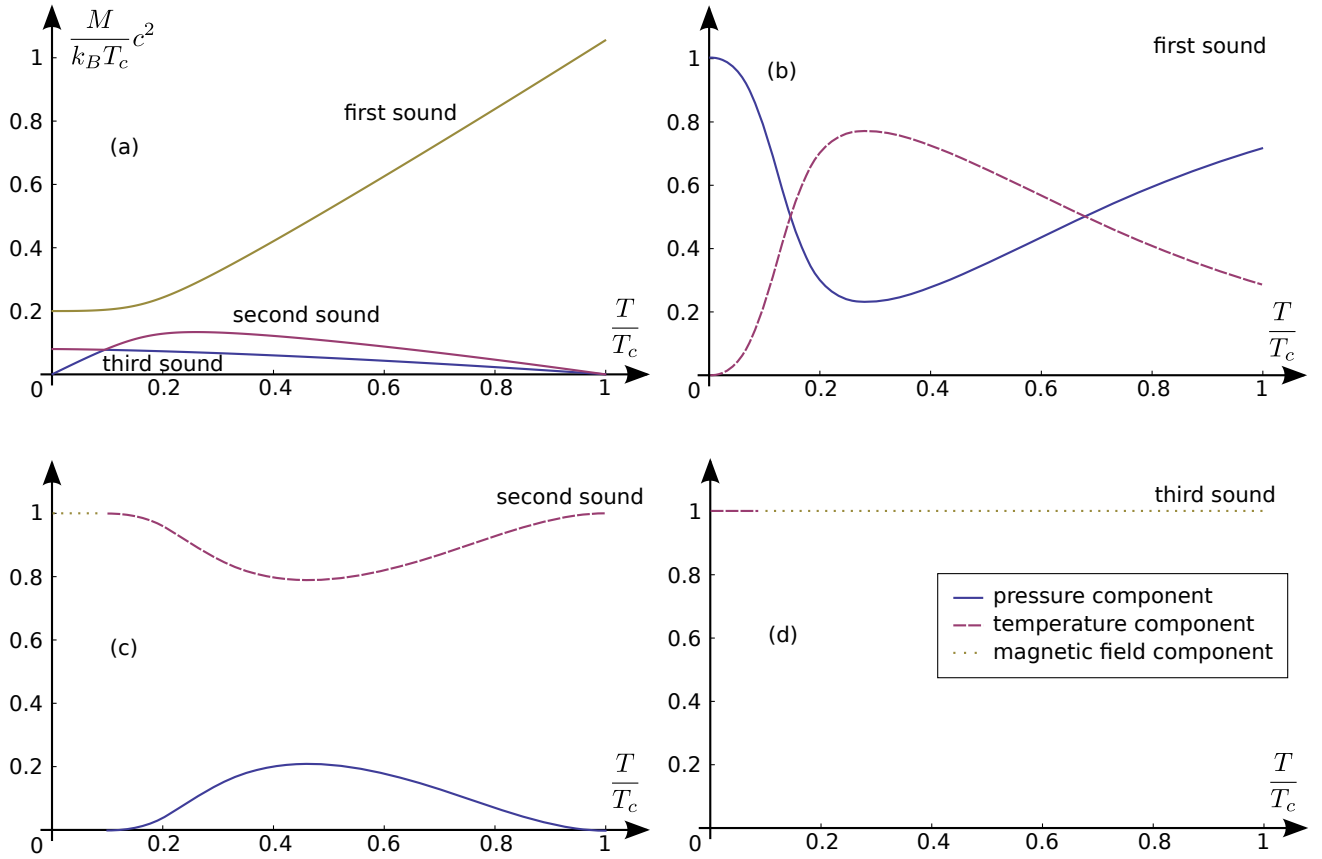 M/(k_B T_c) c^2
1
0.8
0.6
0.4
0.2
0
0.2
0.4
0.6
0.8
1
(a)
first sound
second sound
third sound
T/T_c
first sound
(b)
1
0.8
0.6
0.4
0.2
0
0.2
0.4
0.6
0.8
1
T/T_c
second sound
1
0.8
0.6
0.4
0.2
0
0.2
0.4
0.6
0.8
1
(c)
T/T_c
third sound
1
0.8
0.6
0.4
0.2
0
0.2
0.4
0.6
0.8
1
(d)
pressure component
temperature component
magnetic field component
T/T_c